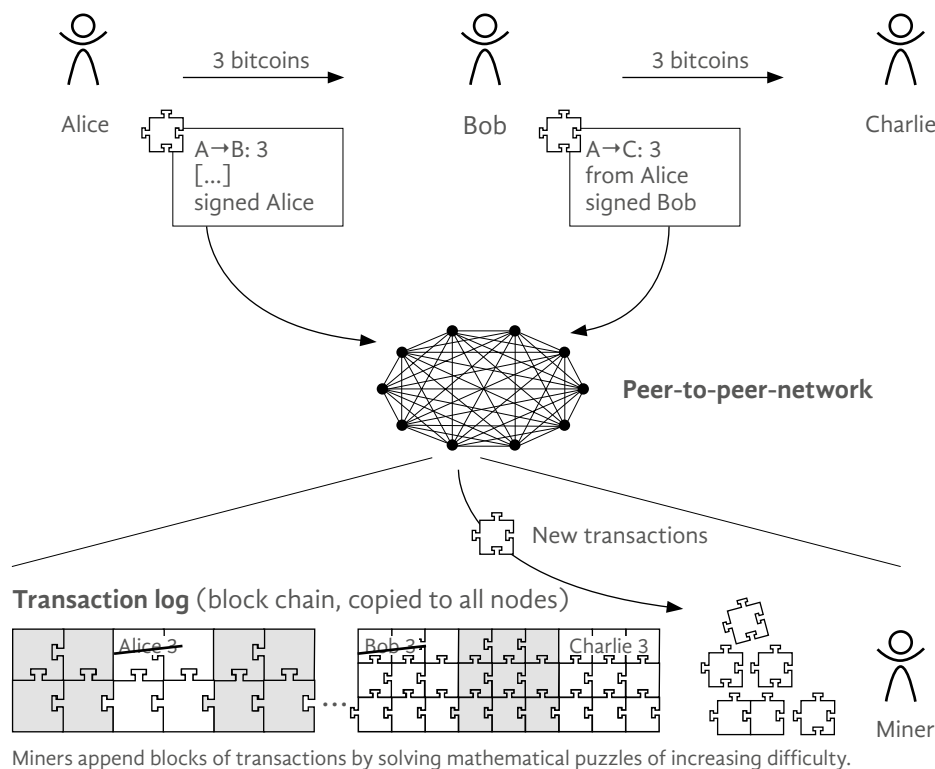 3 bitcoins
3 bitcoins
Alice
Bob
Charlie
A→B: 3
[...]
signed Alice
A→C: 3
from Alice
signed Bob
Peer-to-peer-network
New transactions
Transaction log (block chain, copied to all nodes)
Alice 3
Bob 3
Charlie 3
...
Miner
Miners append blocks of transactions by solving mathematical puzzles of increasing difficulty.